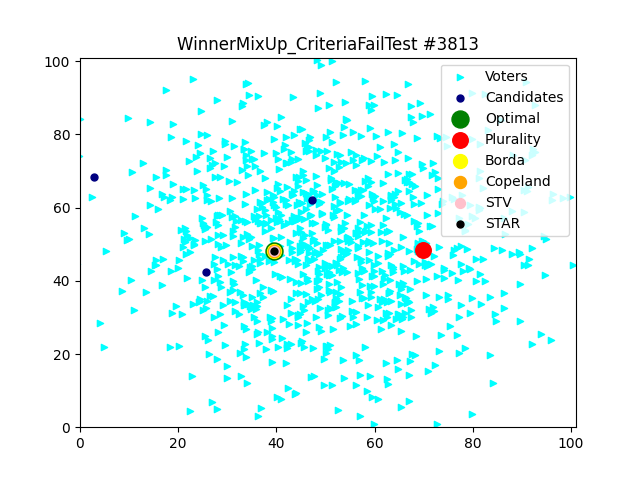 WinnerMixUp_CriteriaFailTest #3813
100
80
60
40
20
0
0
20
40
60
80
100
Voters
Candidates
Optimal
Plurality
Borda
Copeland
STV
STAR